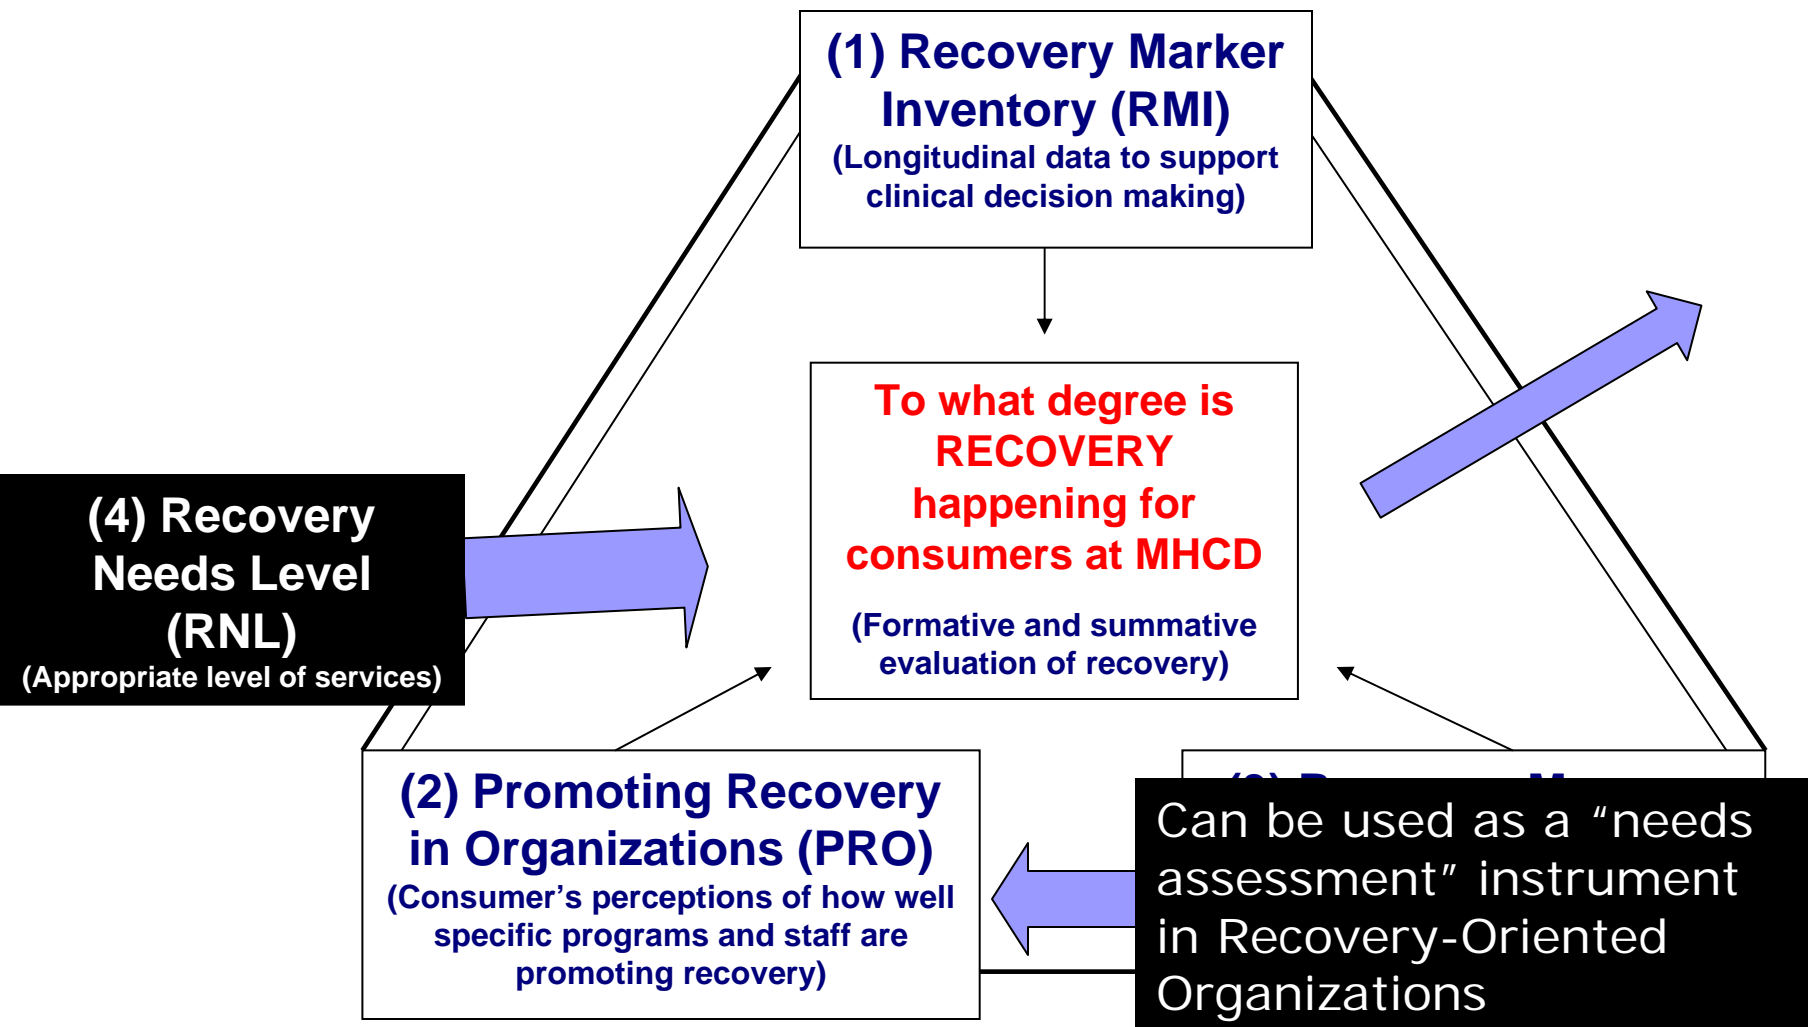 (1) Recovery Marker
Inventory (RMI)
(Longitudinal data to support
clinical decision making)
To what degree is
RECOVERY
happening for
consumers at MHCD
(Formative and summative
evaluation of recovery)
(4) Recovery
Needs Level
(RNL)
(Appropriate level of services)
(2) Promoting Recovery
in Organizations (PRO)
(Consumer’s perceptions of how well
specific programs and staff are
promoting recovery)
Can be used as a “needs
assessment” instrument
in Recovery-Oriented
Organizations